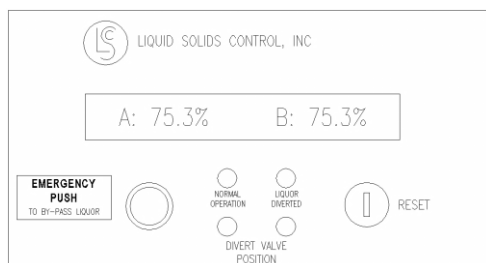 LSC LIQUID SOLIDS CONTROL, INC
A: 75.3% B: 75.3%
EMERGENCY
PUSH
TO BY-PASS LIQUOR
NORMAL
OPERATION
LIQUOR
DIVERTED
RESET
DIVERT VALVE
POSITION